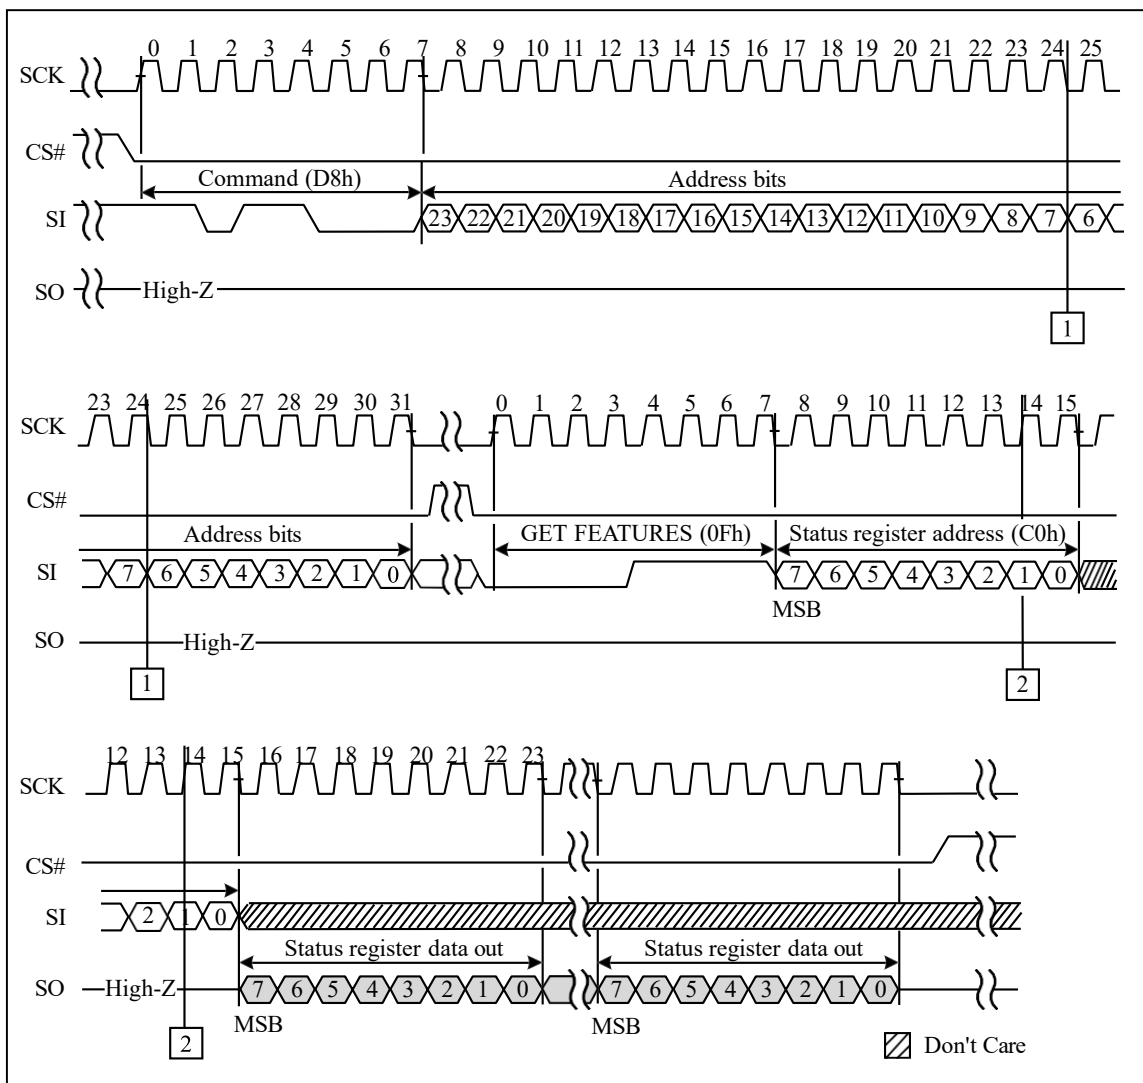 0 1 2 3 4 5 6 7 8 9 10 11 12 13 14 15 16 17 18 19 20 21 22 23 24 25
SCK
CS#
Command (D8h) Address bits
SI 23 22 21 20 19 18 17 16 15 14 13 12 11 10 9 8 7 6
SO High-Z
1
23 24 25 26 27 28 29 30 31 0 1 2 3 4 5 6 7 8 9 10 11 12 13 14 15
SCK
CS#
Address bits GET FEATURES (0Fh) Status register address (C0h)
SI 7 6 5 4 3 2 1 0 7 6 5 4 3 2 1 0
MSB
SO High-Z
1 2
12 13 14 15 16 17 18 19 20 21 22 23
SCK
CS#
SI 2 1 0
Status register data out Status register data out
SO High-Z 7 6 5 4 3 2 1 0 7 6 5 4 3 2 1 0
MSB MSB
2
Don't Care